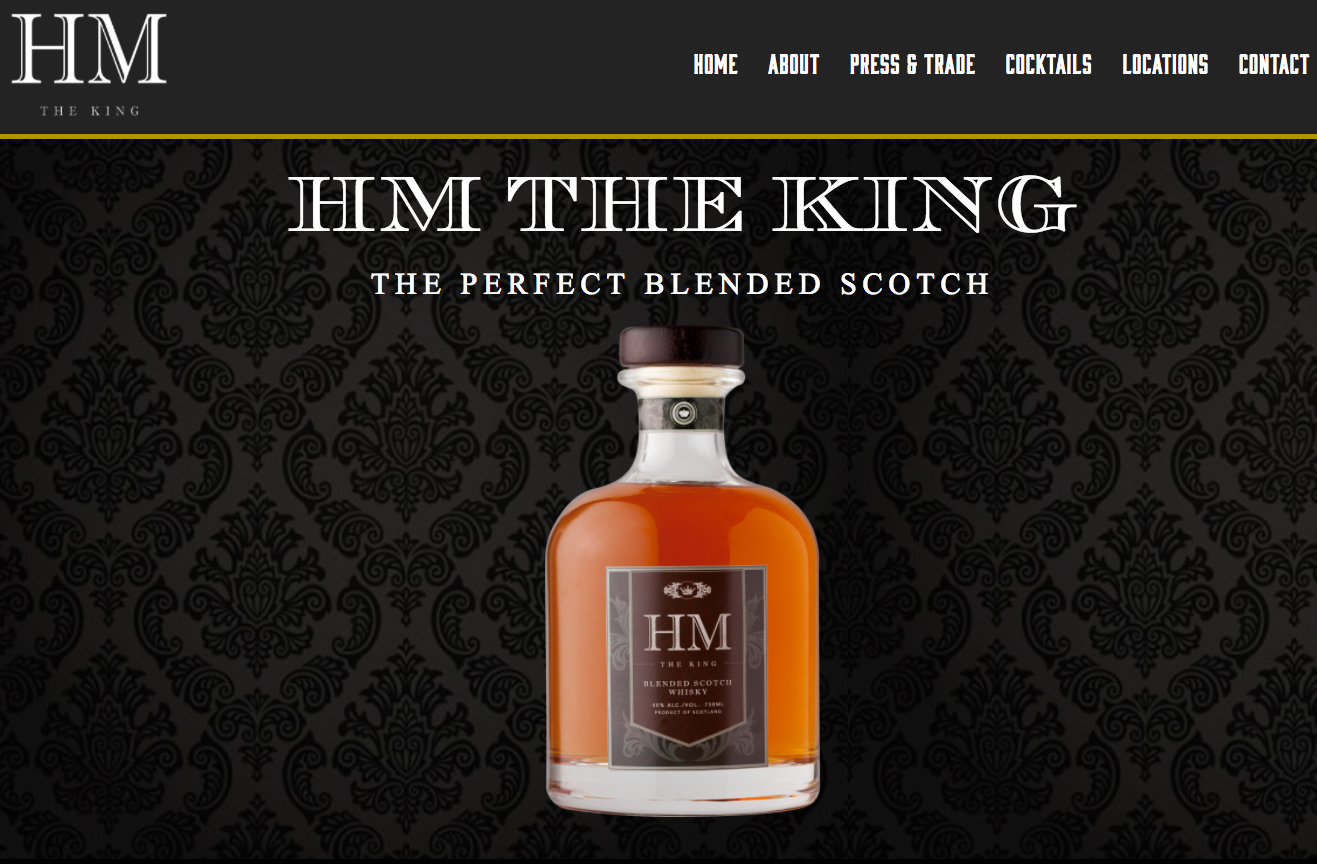 HM
THE KING
HOME ABOUT PRESS & TRADE COCKTAILS LOCATIONS CONTACT
HM THE KING
THE PERFECT BLENDED SCOTCH
HM
THE KING
BLENDED SCOTCH
WHISKY
40% ALC./VOL. 750ML
PRODUCT OF SCOTLAND